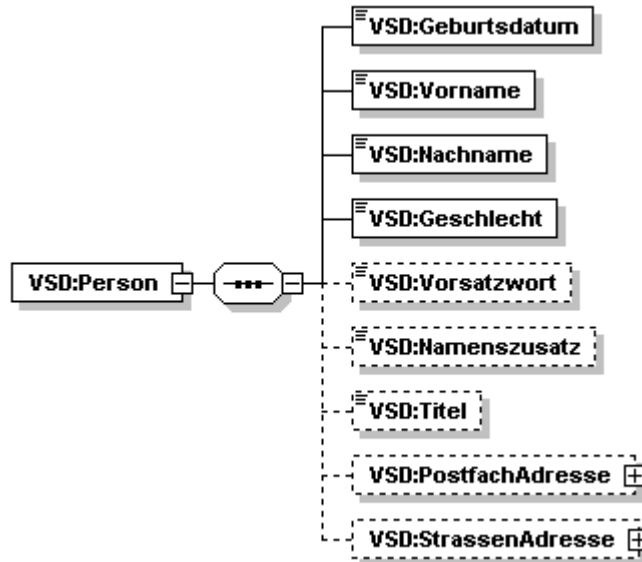 VSD:Geburtsdatum
VSD:Vorname
VSD:Nachname
VSD:Geschlecht
VSD:Person
VSD:Vorsatzwort
VSD:Namenszusatz
VSD:Titel
VSD:PostfachAdresse
VSD:StrassenAdresse